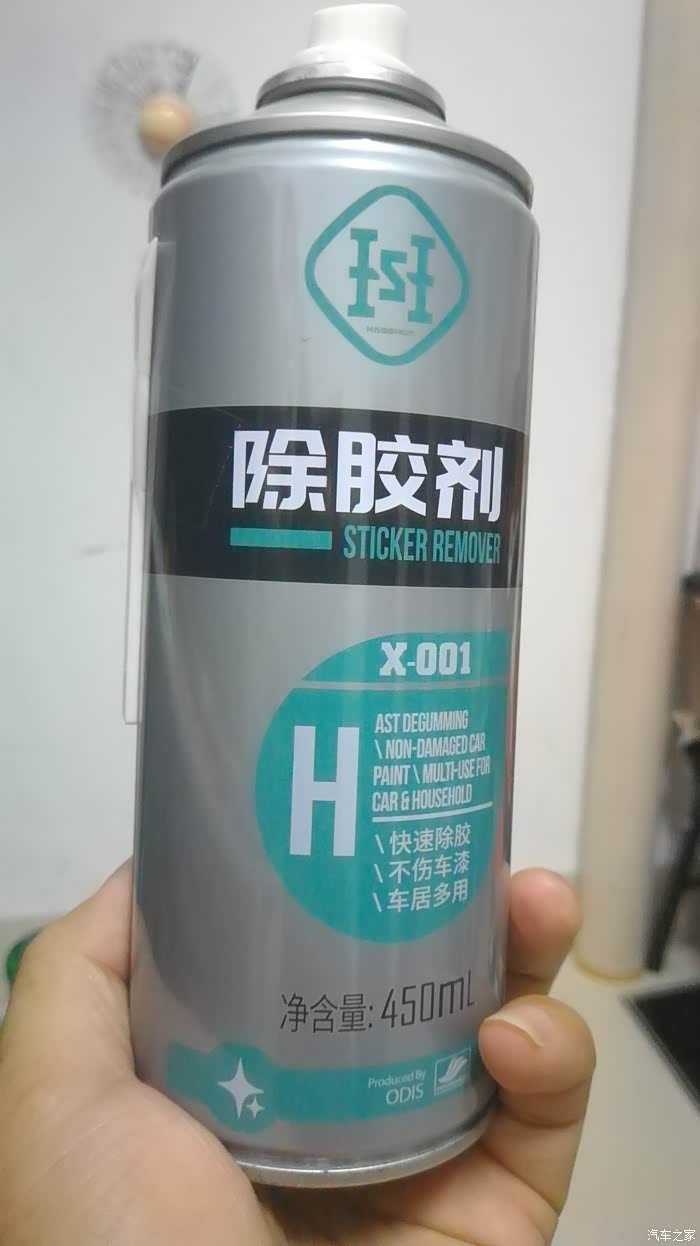 HSH
除胶剂
STICKER REMOVER
X-001
H
AST DEGUMMING
\ NON-DAMAGED CAR
PAINT \ MULTI-USE FOR
CAR & HOUSEHOLD
\ 快速除胶
\ 不伤车漆
\ 车居多用
净含量: 450mL
Produced By
ODIS
汽车之家